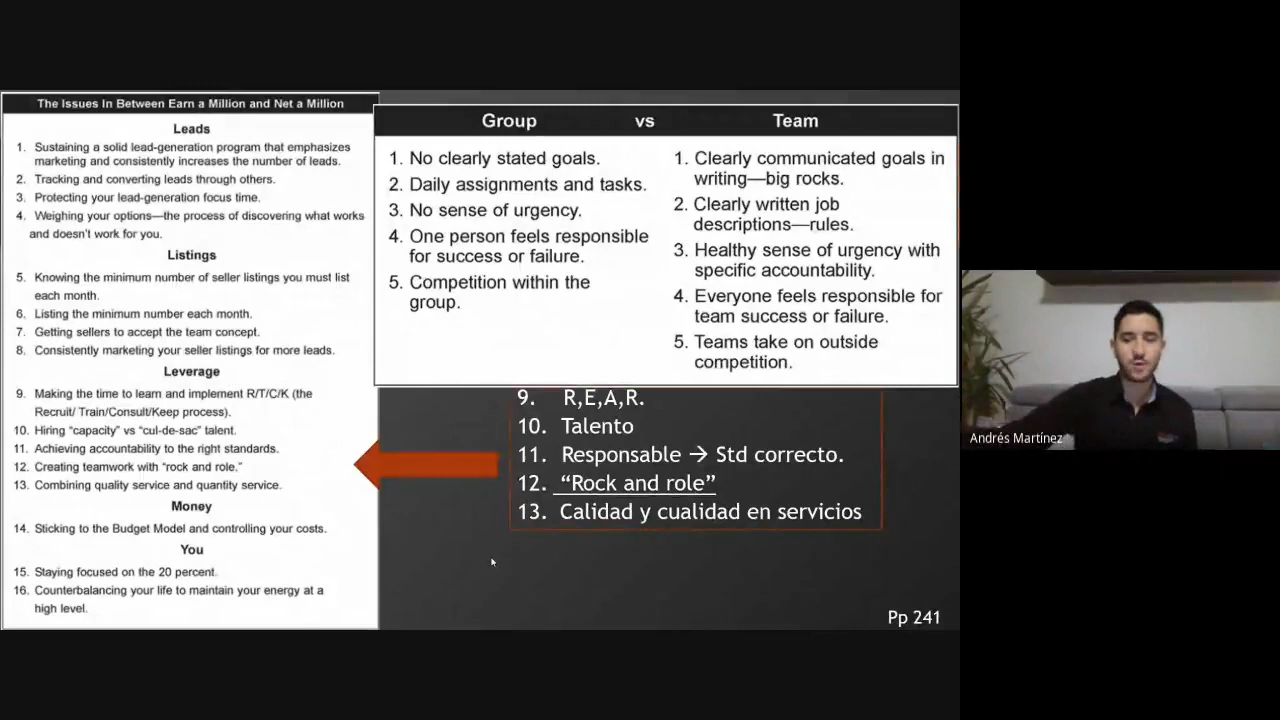 The Issues In Between Earn a Million and Net a Million
Leads
1. Sustaining a solid lead-generation program that emphasizes
marketing and consistently increases the number of leads.
2. Tracking and converting leads through others.
3. Protecting your lead-generation focus time.
4. Weighing your options—the process of discovering what works
and doesn't work for you.
Listings
5. Knowing the minimum number of seller listings you must list
each month.
6. Listing the minimum number each month.
7. Getting sellers to accept the team concept.
8. Consistently marketing your seller listings for more leads.
Leverage
9. Making the time to learn and implement R/T/C/K (the
Recruit/ Train/Consult/Keep process).
10. Hiring “capacity” vs “cul-de-sac” talent.
11. Achieving accountability to the right standards.
12. Creating teamwork with “rock and role.”
13. Combining quality service and quantity service.
Money
14. Sticking to the Budget Model and controlling your costs.
You
15. Staying focused on the 20 percent.
16. Counterbalancing your life to maintain your energy at a
high level.
Group vs Team
1. No clearly stated goals.
2. Daily assignments and tasks.
3. No sense of urgency.
4. One person feels responsible
for success or failure.
5. Competition within the
group.
1. Clearly communicated goals in
writing—big rocks.
2. Clearly written job
descriptions—rules.
3. Healthy sense of urgency with
specific accountability.
4. Everyone feels responsible for
team success or failure.
5. Teams take on outside
competition.
9. R,E,A,R.
10. Talento
11. Responsable → Std correcto.
12. “Rock and role”
13. Calidad y cualidad en servicios
Pp 241
Andrés Martínez